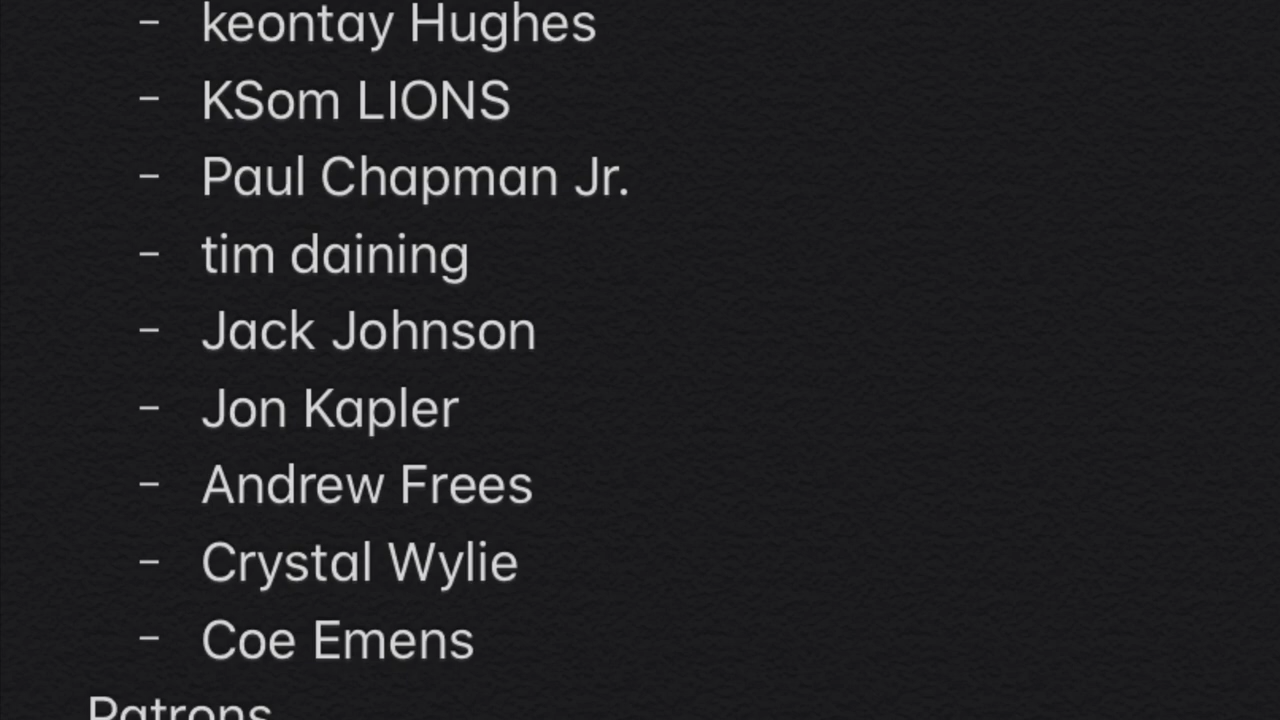 - keontay Hughes
- KSom LIONS
- Paul Chapman Jr.
- tim daining
- Jack Johnson
- Jon Kapler
- Andrew Frees
- Crystal Wylie
- Coe Emens
Patrons